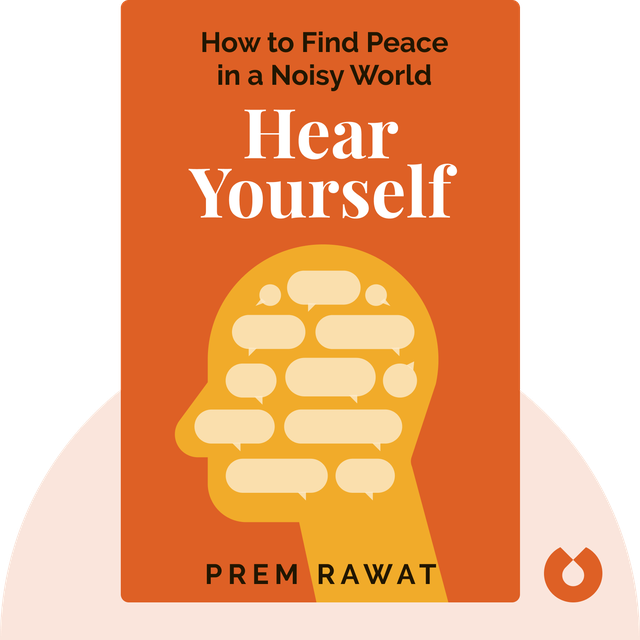 How to Find Peace
in a Noisy World
Hear
Yourself
PREM RAWAT